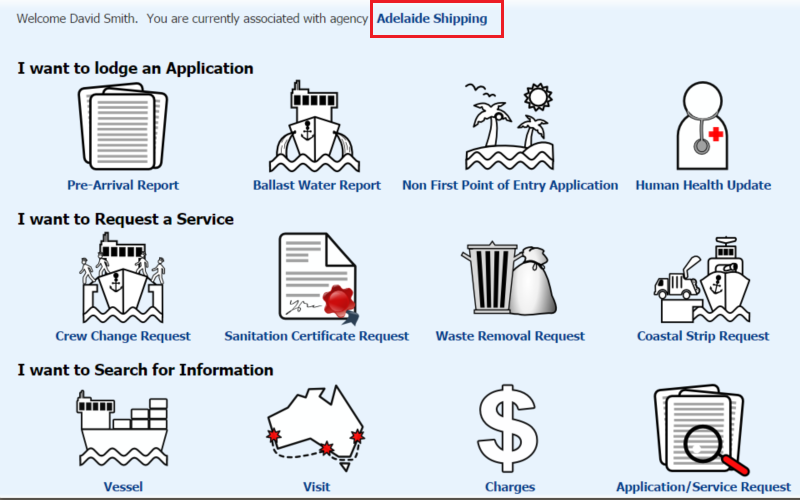 Welcome David Smith. You are currently associated with agency Adelaide Shipping
I want to lodge an Application
Pre-Arrival Report
Ballast Water Report
Non First Point of Entry Application
Human Health Update
I want to Request a Service
Crew Change Request
Sanitation Certificate Request
Waste Removal Request
Coastal Strip Request
I want to Search for Information
Vessel
Visit
Charges
Application/Service Request